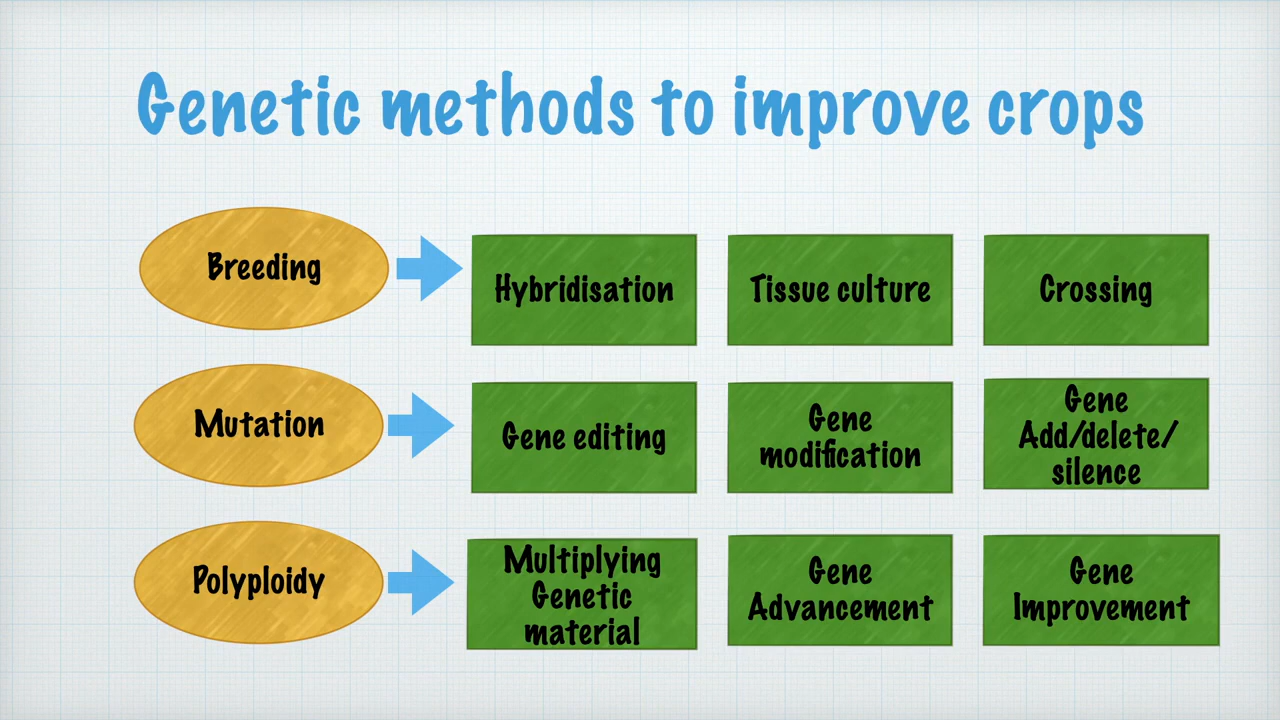 Genetic methods to improve crops
Breeding
Hybridisation
Tissue culture
Crossing
Mutation
Gene editing
Gene
modification
Gene
Add/delete/
silence
Polyploidy
Multiplying
Genetic
material
Gene
Advancement
Gene
Improvement